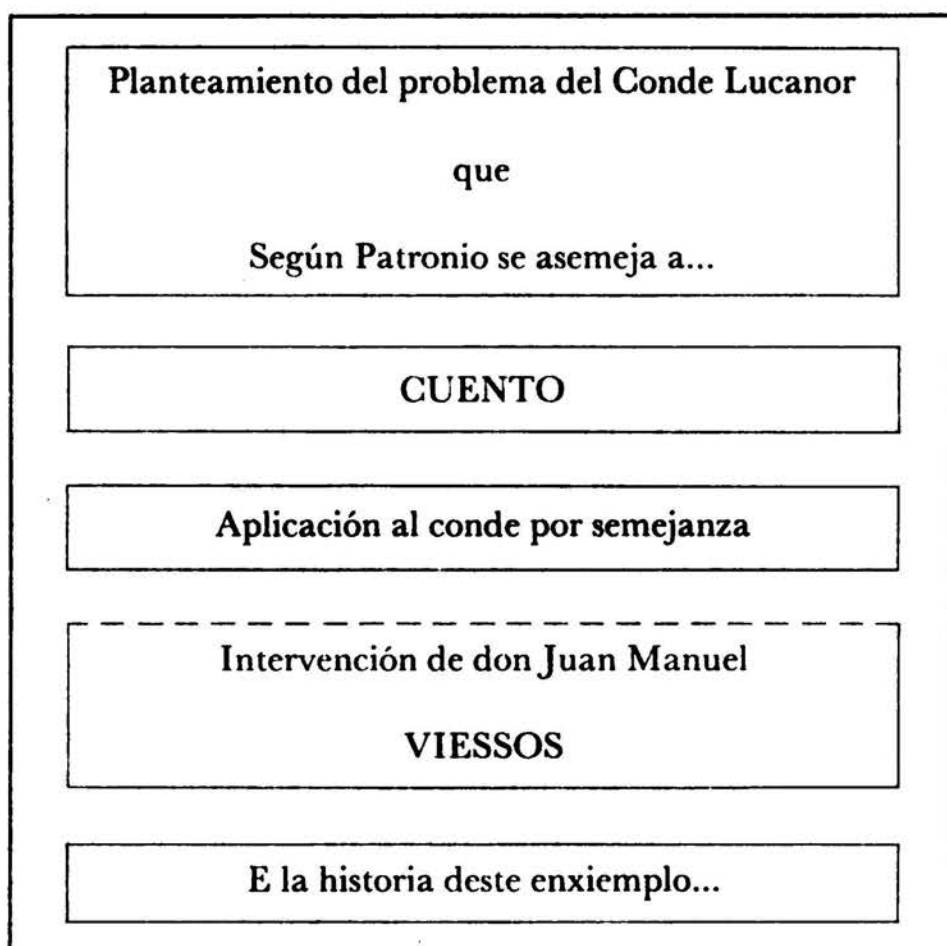 Planteamiento del problema del Conde Lucanor
que
Según Patronio se asemeja a...
CUENTO
Aplicación al conde por semejanza
Intervención de don Juan Manuel
VIESSOS
E la historia deste enxiemplo...